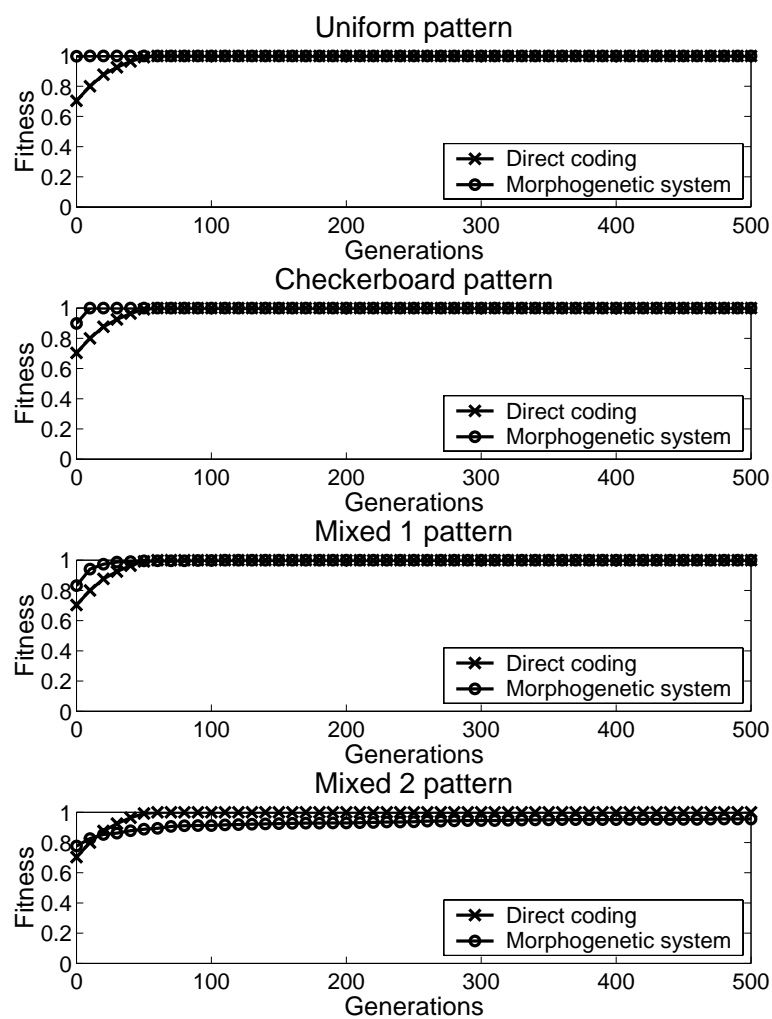 Uniform pattern
1
0.8
0.6
0.4
0.2
0
Fitness
Direct coding
Morphogenetic system
0 100 200 300 400 500
Generations
Checkerboard pattern
1
0.8
0.6
0.4
0.2
0
Fitness
Direct coding
Morphogenetic system
0 100 200 300 400 500
Generations
Mixed 1 pattern
1
0.8
0.6
0.4
0.2
0
Fitness
Direct coding
Morphogenetic system
0 100 200 300 400 500
Generations
Mixed 2 pattern
1
0.8
0.6
0.4
0.2
0
Fitness
Direct coding
Morphogenetic system
0 100 200 300 400 500
Generations